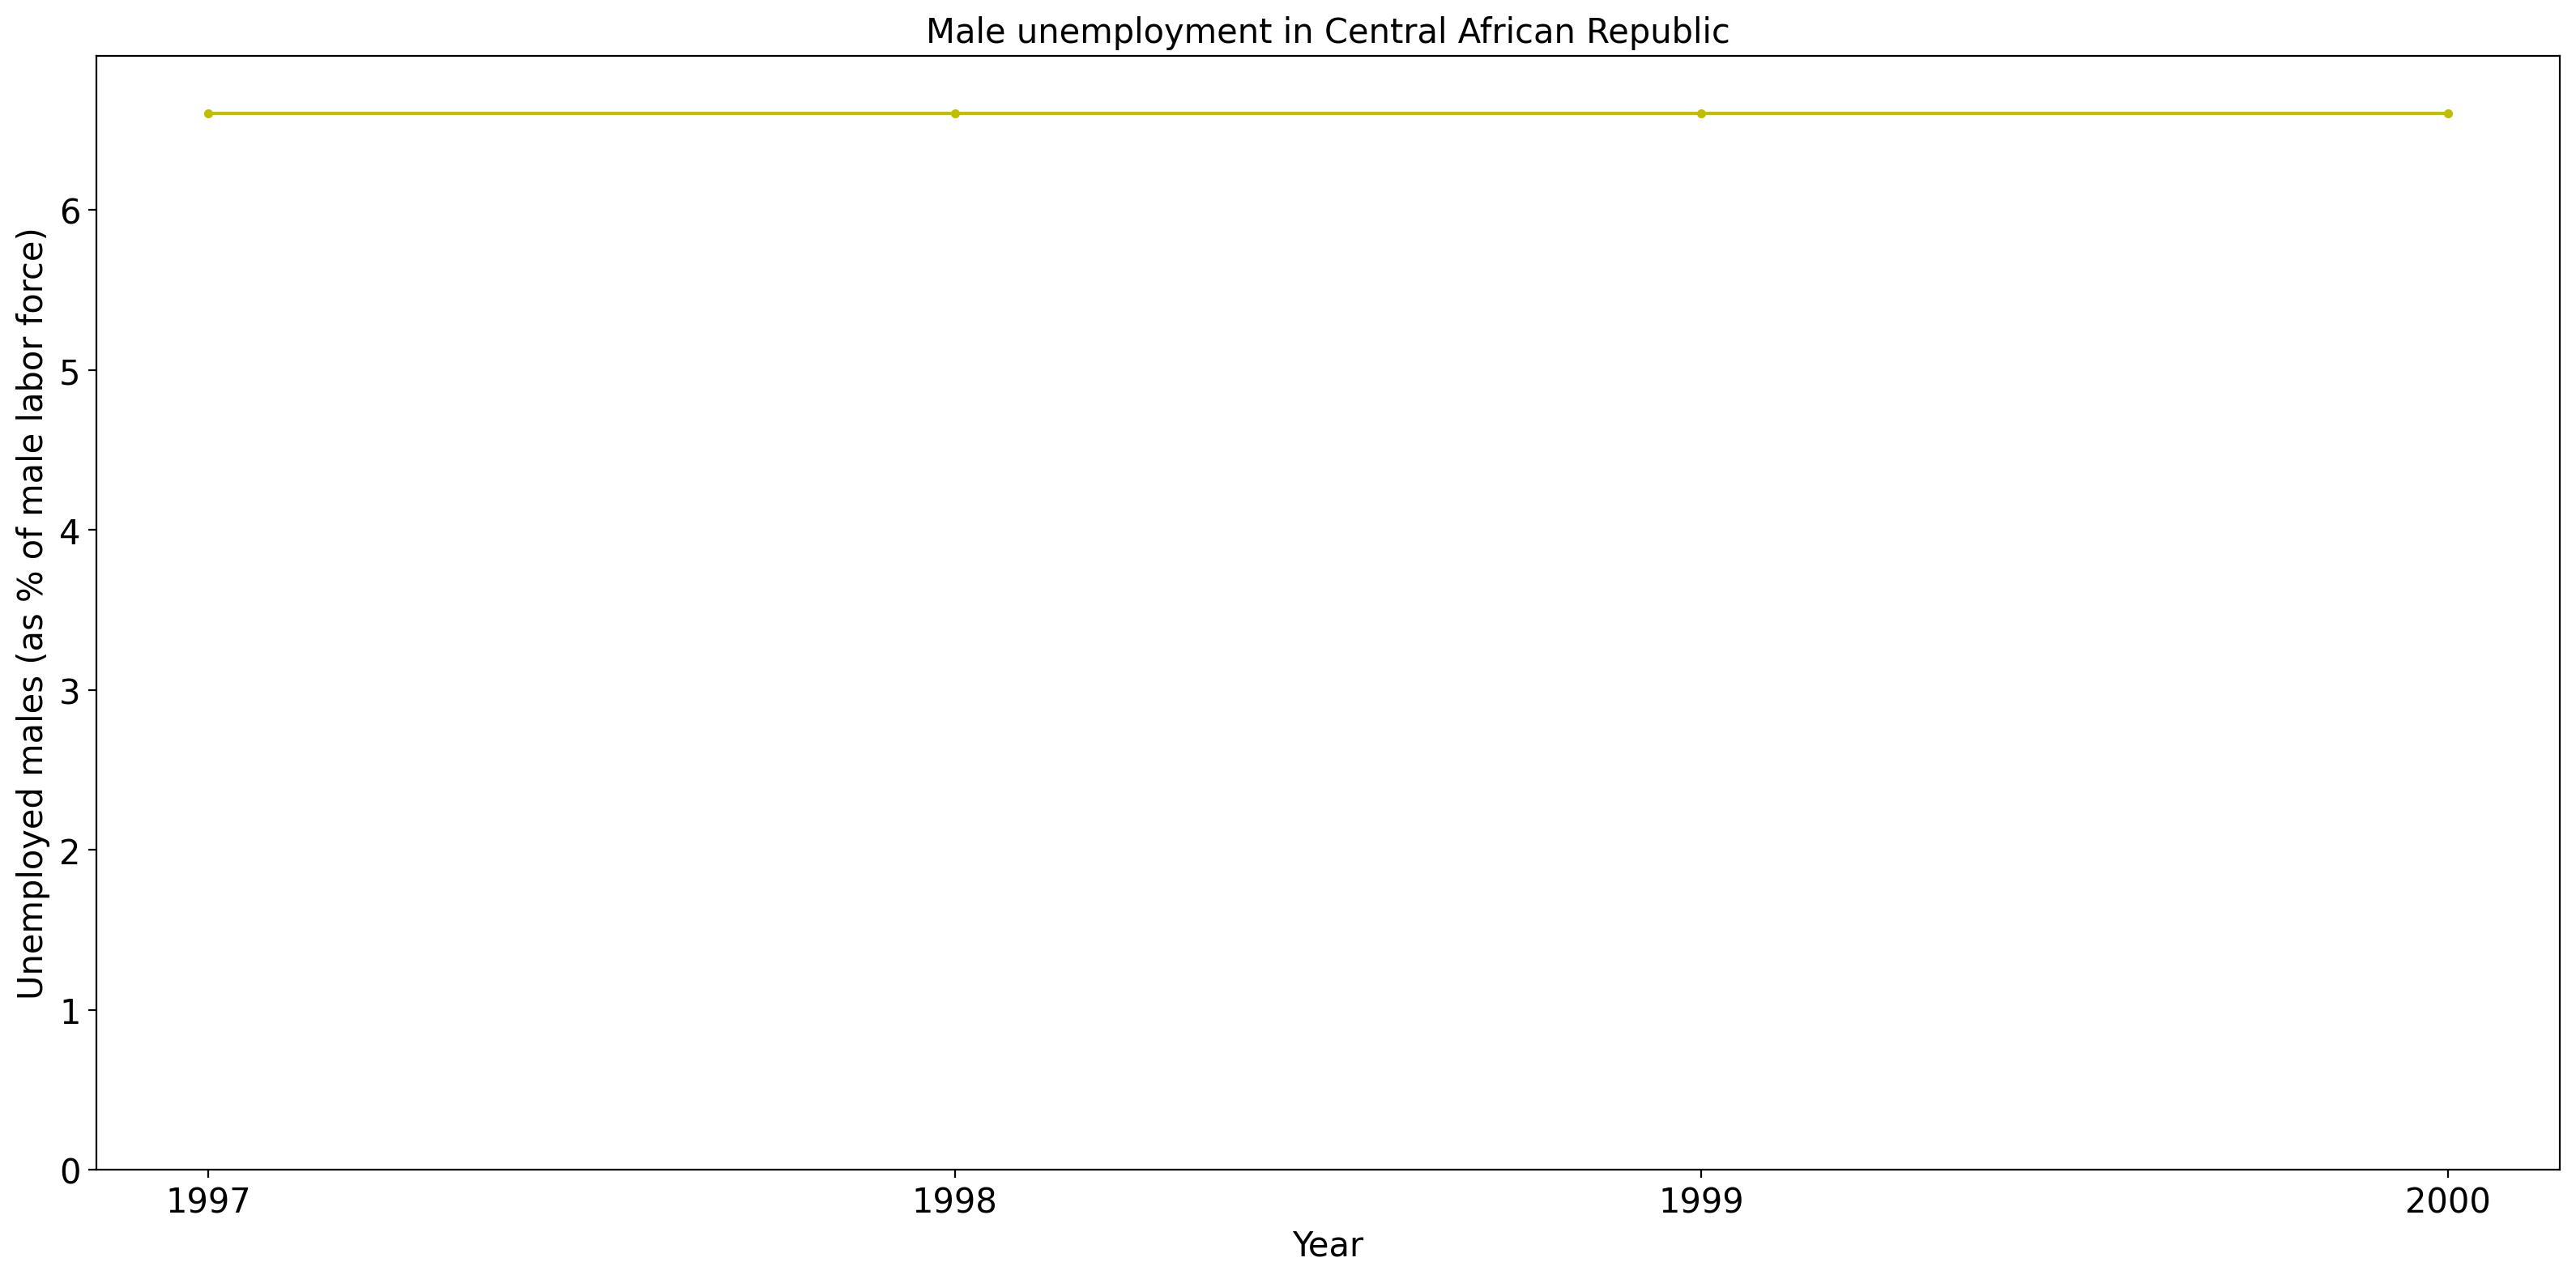 Male unemployment in Central African Republic
Unemployed males (as % of male labor force)
6
5
4
3
2
1
0
1997 1998 1999 2000
Year